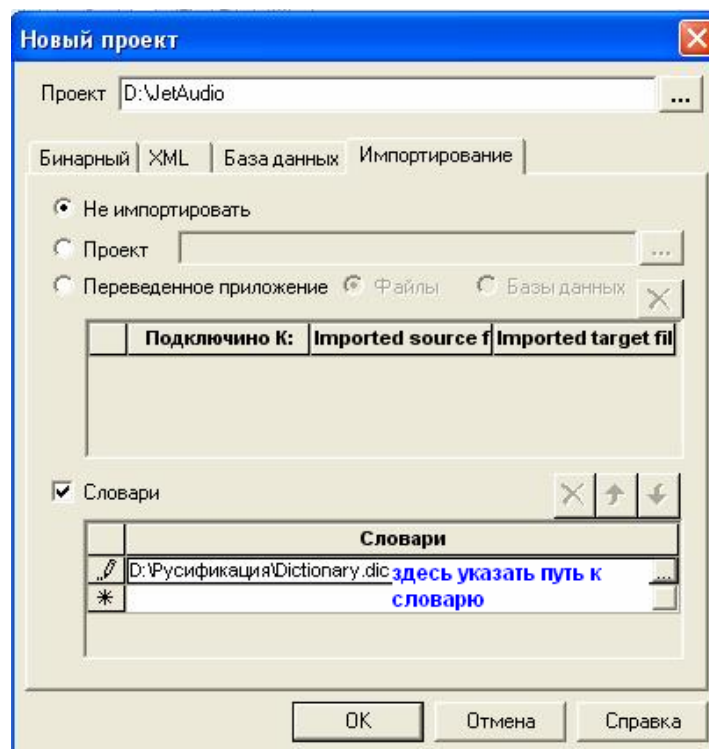 Новый проект
Проект D:\JetAudio ...
Бинарный XML База данных Импортирование
Не импортировать
Проект ...
Переведенное приложение Файлы Базы данных
Подключино К: Imported source f Imported target fil
Словари
Словари
D:\Русификация\Dictionary.dic здесь указать путь к ...
словарю
OK Отмена Справка